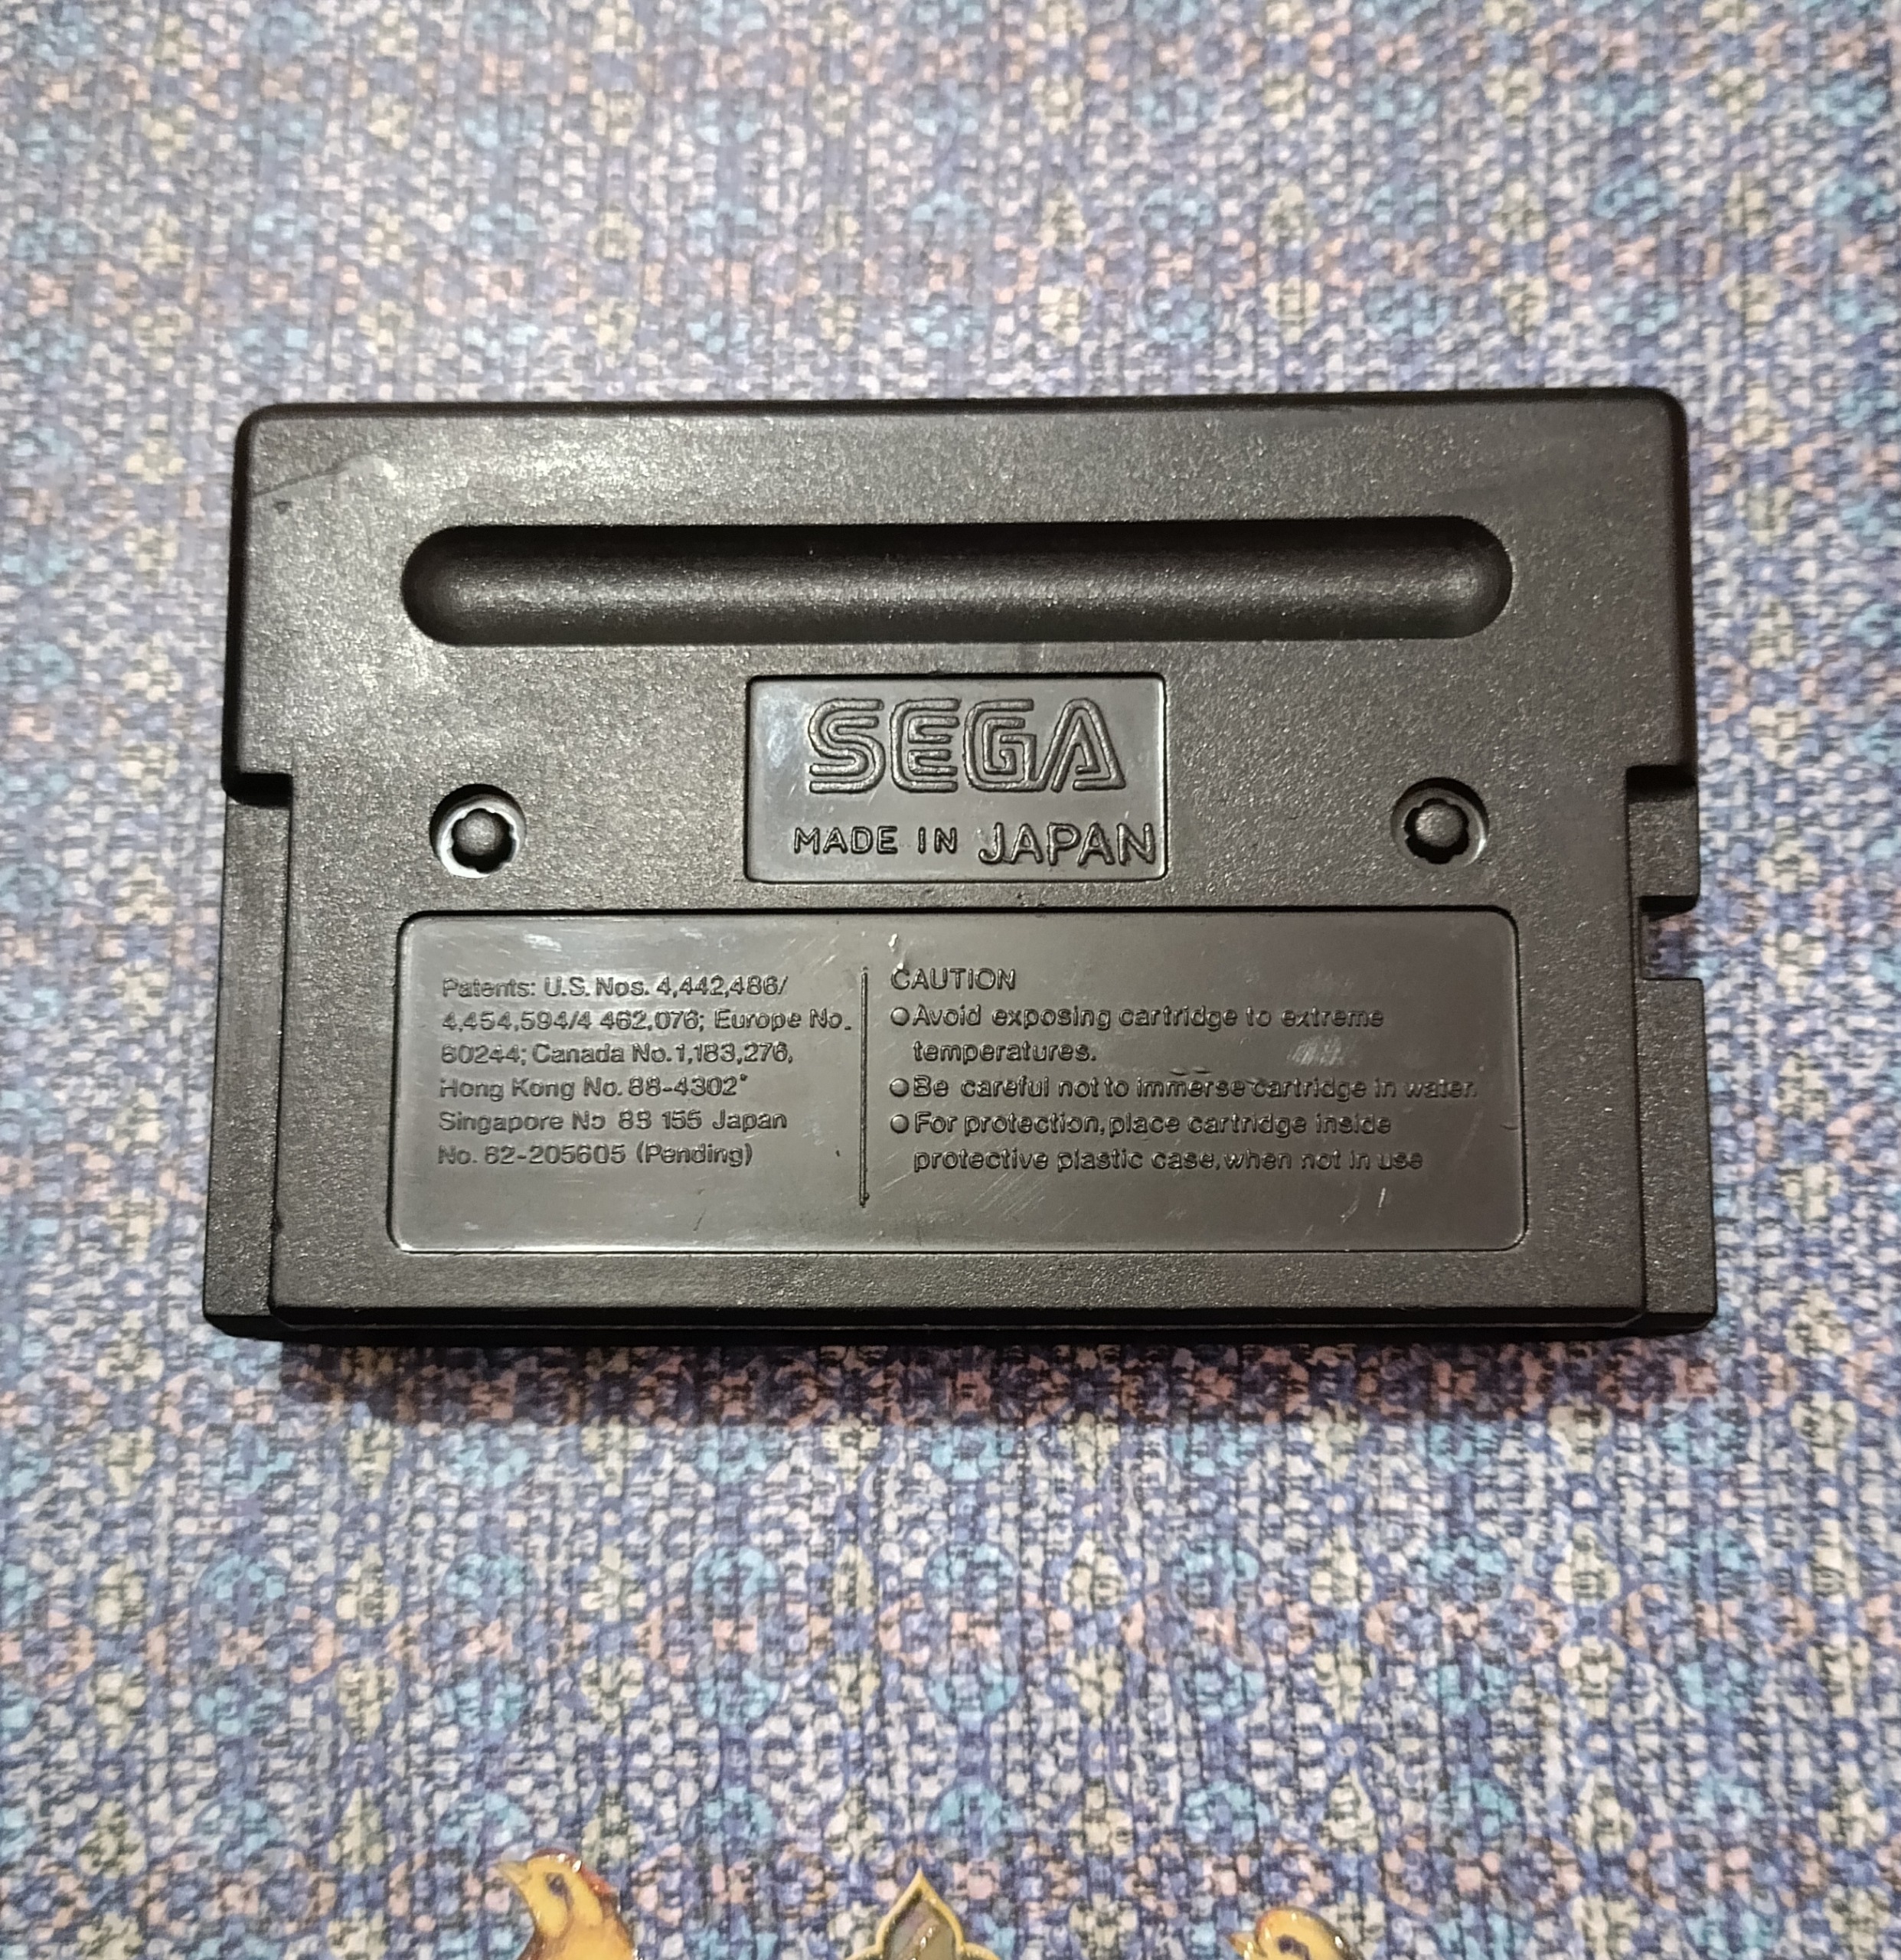 SEGA
MADE IN JAPAN
Patents: U.S. Nos. 4,442,486/
4,454,594/4 462,076; Europe No.
80244; Canada No. 1,183,276,
Hong Kong No. 88-4302"
Singapore No 88 155 Japan
No. 62-205605 (Pending)
CAUTION
●Avoid exposing cartridge to extreme
temperatures.
●Be careful not to immerse cartridge in water.
●For protection, place cartridge inside
protective plastic case, when not in use